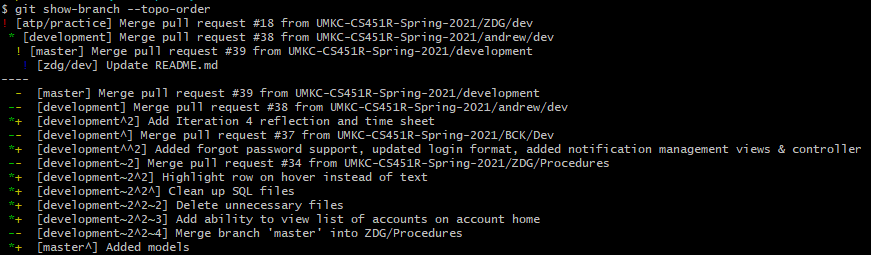 $ git show-branch --topo-order
! [atp/practice] Merge pull request #18 from UMKC-CS451R-Spring-2021/ZDG/dev
 * [development] Merge pull request #38 from UMKC-CS451R-Spring-2021/andrew/dev
  ! [master] Merge pull request #39 from UMKC-CS451R-Spring-2021/development
   ! [zdg/dev] Update README.md
----
  -  [master] Merge pull request #39 from UMKC-CS451R-Spring-2021/development
 --  [development] Merge pull request #38 from UMKC-CS451R-Spring-2021/andrew/dev
 *+  [development^2] Add Iteration 4 reflection and time sheet
 --  [development^] Merge pull request #37 from UMKC-CS451R-Spring-2021/BCK/Dev
 *+  [development^^2] Added forgot password support, updated login format, added notification management views & controller
 --  [development~2] Merge pull request #34 from UMKC-CS451R-Spring-2021/ZDG/Procedures
 *+  [development~2^2] Highlight row on hover instead of text
 *+  [development~2^2^] Clean up SQL files
 *+  [development~2^2~2] Delete unnecessary files
 *+  [development~2^2~3] Add ability to view list of accounts on account home
 --  [development~2^2~4] Merge branch 'master' into ZDG/Procedures
 *+  [master^] Added models